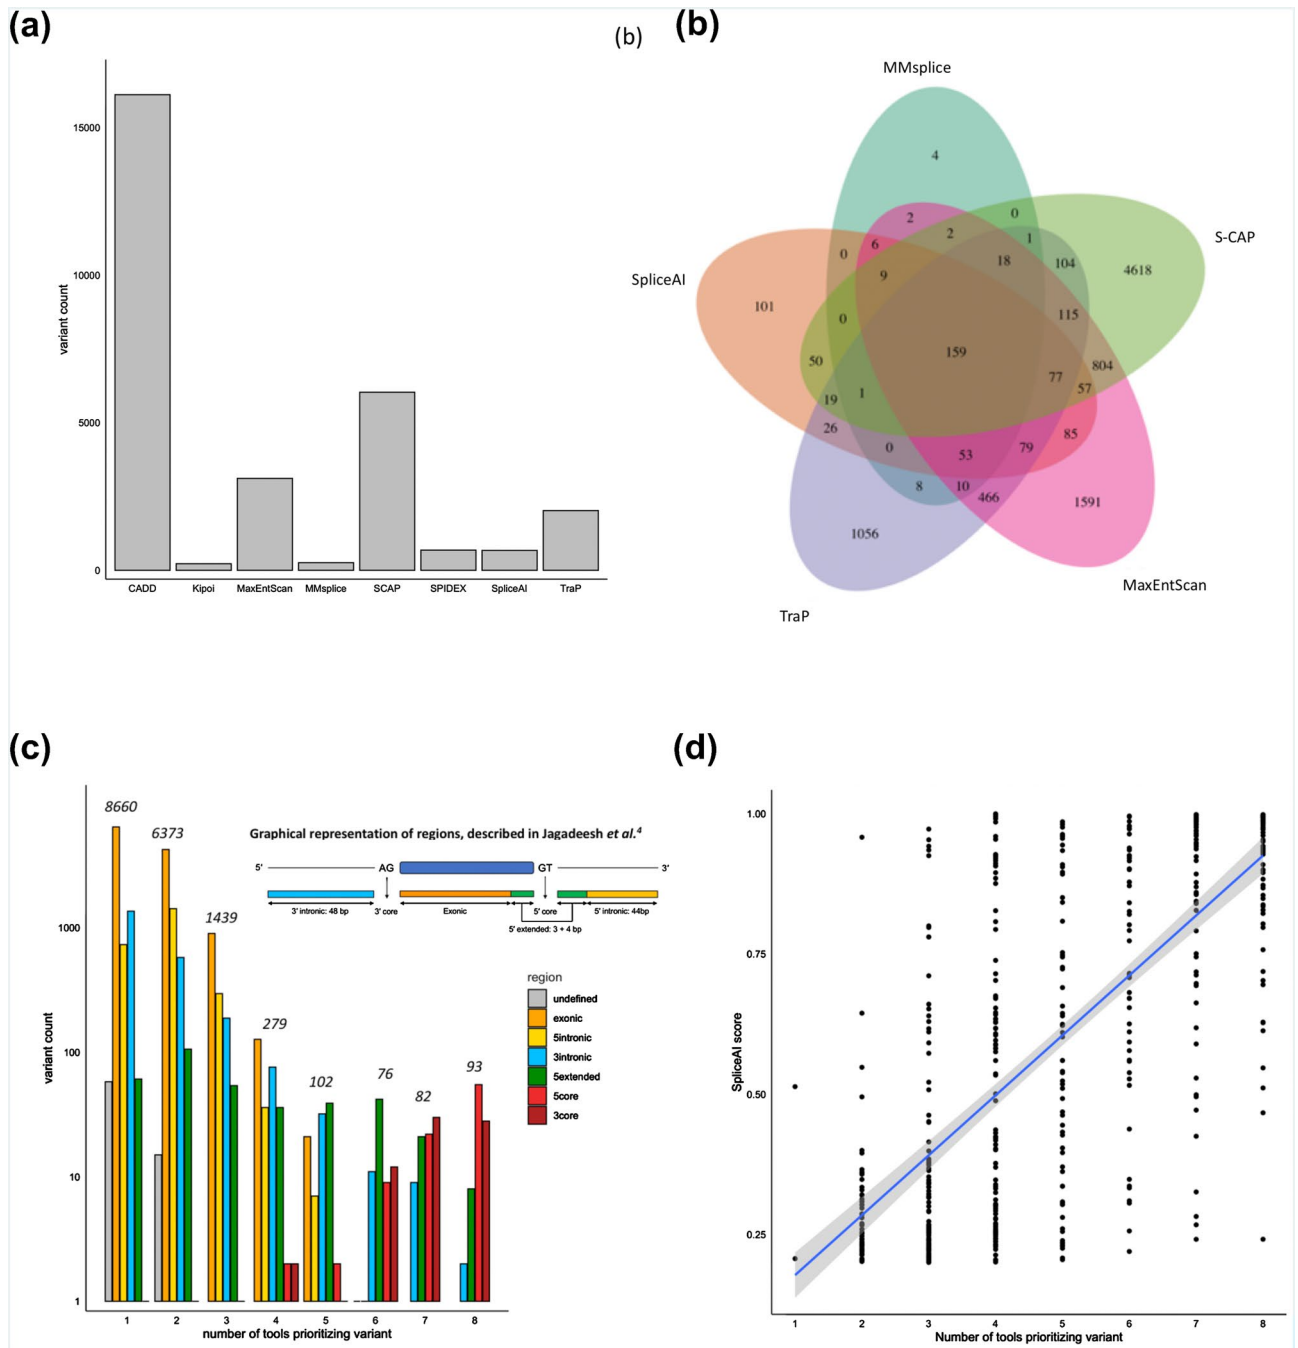 (a)
(b)
(b)
variant count
15000
10000
5000
0
CADD
Kipoi
MaxEntScan
MMsplice
SCAP
SPIDEX
SpliceAI
TraP
MMsplice
S-CAP
SpliceAI
MaxEntScan
TraP
4
0
2
2
1
6
0
18
104
4618
9
101
115
0
159
50
804
77
57
1
19
26
85
0
79
53
8
10
466
1591
1056
(c)
8660
6373
1439
279
102
76
82
93
Graphical representation of regions, described in Jagadeesh et al.4
5′
AG
GT
3′
3′ intronic: 48 bp
3′ core
Exonic
5′ core
5′ intronic: 44bp
5′ extended: 3 + 4 bp
region
undefined
exonic
5intronic
3intronic
5extended
5core
3core
variant count
1000
100
10
1
1
2
3
4
5
6
7
8
number of tools prioritizing variant
(d)
SpliceAI score
1.00
0.75
0.50
0.25
1
2
3
4
5
6
7
8
Number of tools prioritizing variant